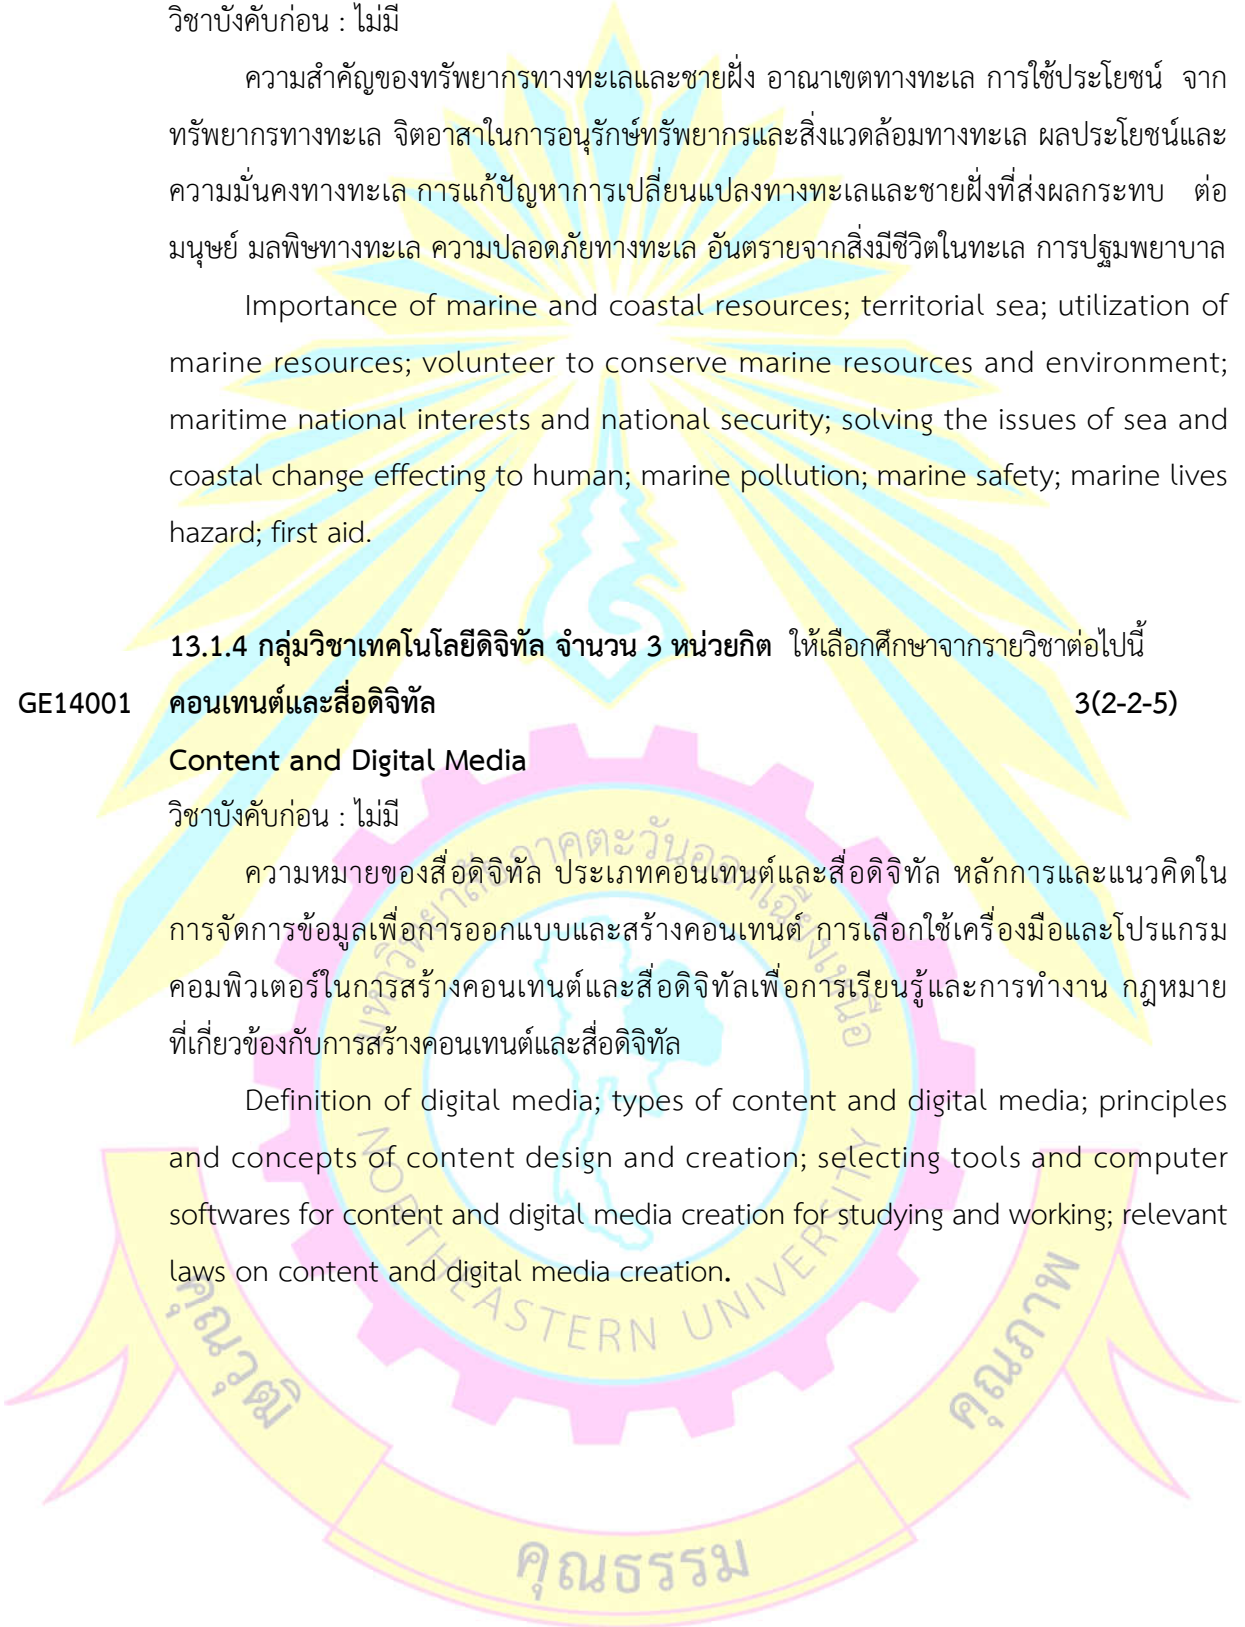 วิชาบังคับก่อน : ไม่มี
ความสำคัญของทรัพยากรทางทะเลและชายฝั่ง อาณาเขตทางทะเล การใช้ประโยชน์ จาก
ทรัพยากรทางทะเล จิตอาสาในการอนุรักษ์ทรัพยากรและสิ่งแวดล้อมทางทะเล ผลประโยชน์และ
ความมั่นคงทางทะเล การแก้ปัญหาการเปลี่ยนแปลงทางทะเลและชายฝั่งที่ส่งผลกระทบ ต่อ
มนุษย์ มลพิษทางทะเล ความปลอดภัยทางทะเล อันตรายจากสิ่งมีชีวิตในทะเล การปฐมพยาบาล
Importance of marine and coastal resources; territorial sea; utilization of
marine resources; volunteer to conserve marine resources and environment;
maritime national interests and national security; solving the issues of sea and
coastal change effecting to human; marine pollution; marine safety; marine lives
hazard; first aid.
13.1.4 กลุ่มวิชาเทคโนโลยีดิจิทัล จำนวน 3 หน่วยกิต ให้เลือกศึกษาจากรายวิชาต่อไปนี้
GE14001 คอนเทนต์และสื่อดิจิทัล 3(2-2-5)
Content and Digital Media
วิชาบังคับก่อน : ไม่มี
ความหมายของสื่อดิจิทัล ประเภทคอนเทนต์และสื่อดิจิทัล หลักการและแนวคิดใน
การจัดการข้อมูลเพื่อการออกแบบและสร้างคอนเทนต์ การเลือกใช้เครื่องมือและโปรแกรม
คอมพิวเตอร์ในการสร้างคอนเทนต์และสื่อดิจิทัลเพื่อการเรียนรู้และการทำงาน กฎหมาย
ที่เกี่ยวข้องกับการสร้างคอนเทนต์และสื่อดิจิทัล
Definition of digital media; types of content and digital media; principles
and concepts of content design and creation; selecting tools and computer
softwares for content and digital media creation for studying and working; relevant
laws on content and digital media creation.
มหาวิทยาลัยภาคตะวันออกเฉียงเหนือ
NORTHEASTERN UNIVERSITY
คุณวุฒิ
คุณธรรม
คุณภาพ